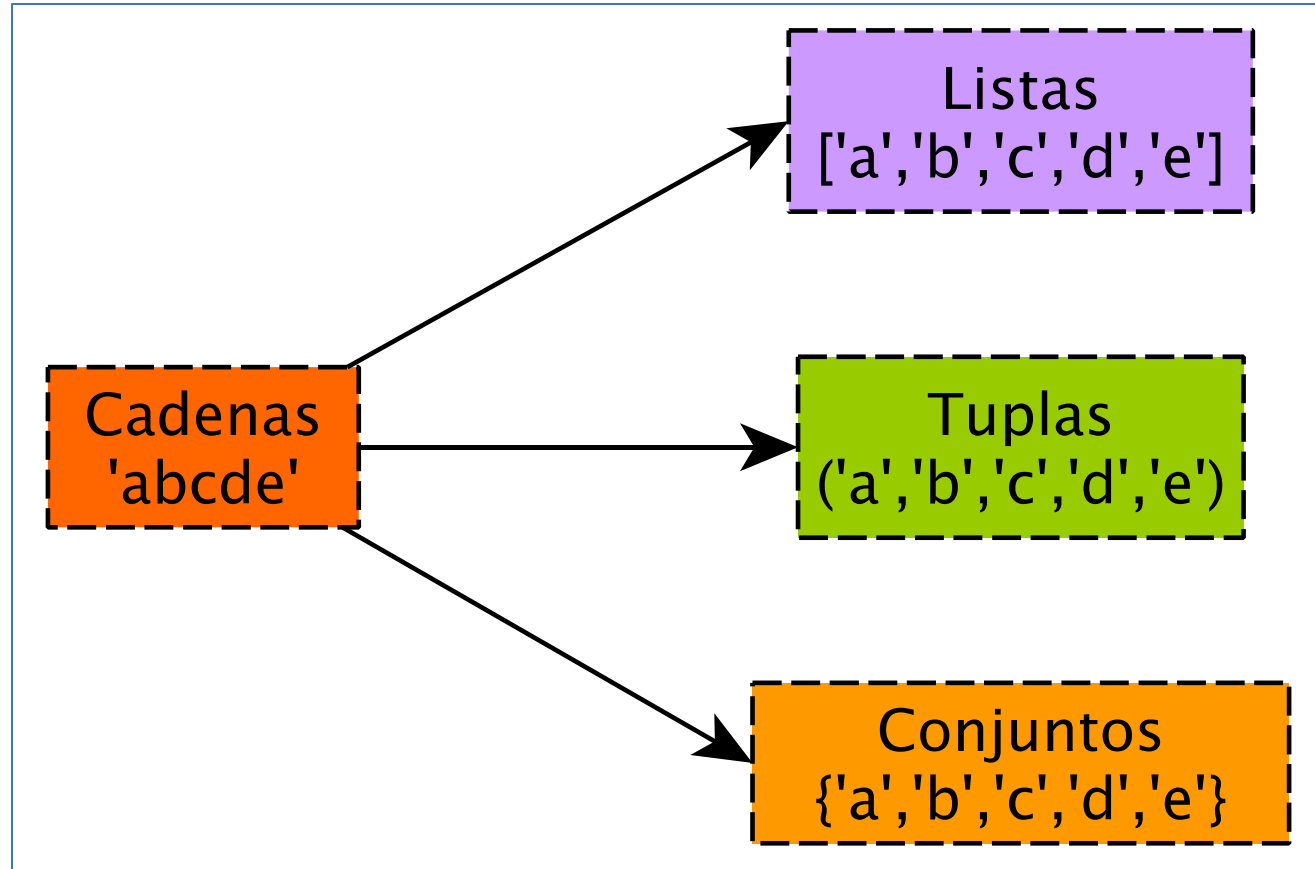 Listas
['a','b','c','d','e']
Cadenas
'abcde'
Tuplas
('a','b','c','d','e')
Conjuntos
{'a','b','c','d','e'}